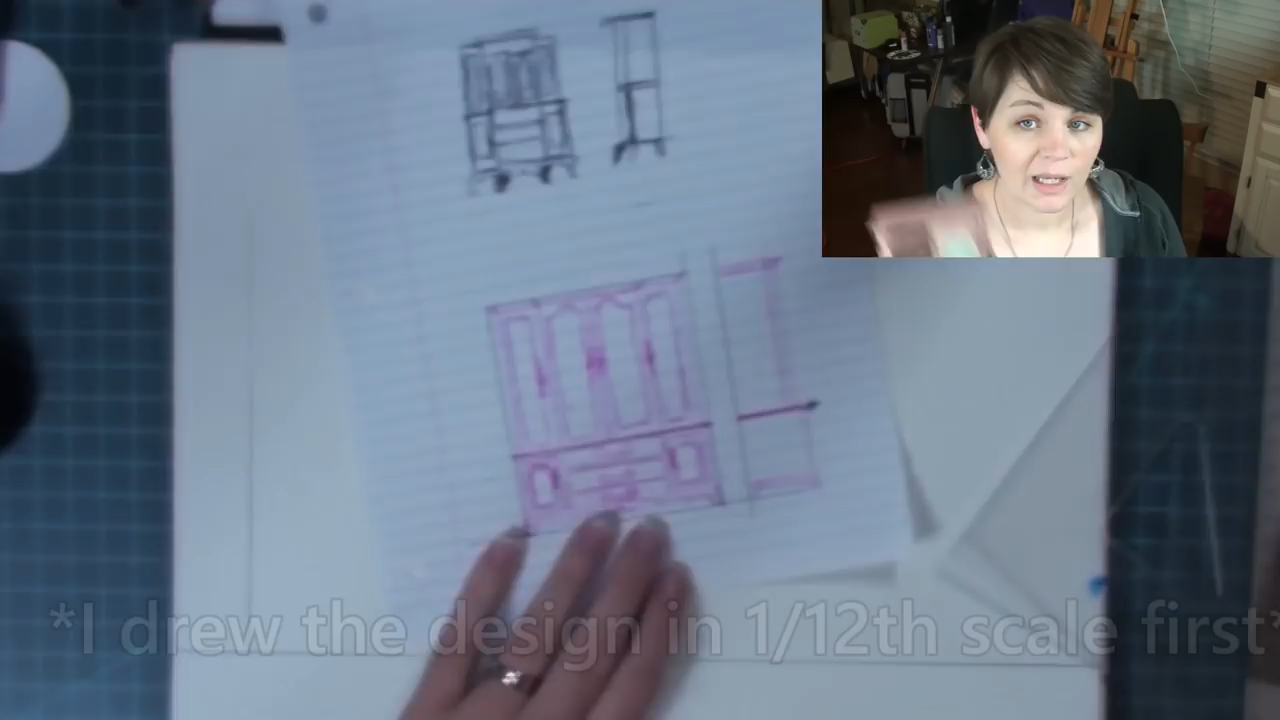 *I drew the design in 1/12th scale first*